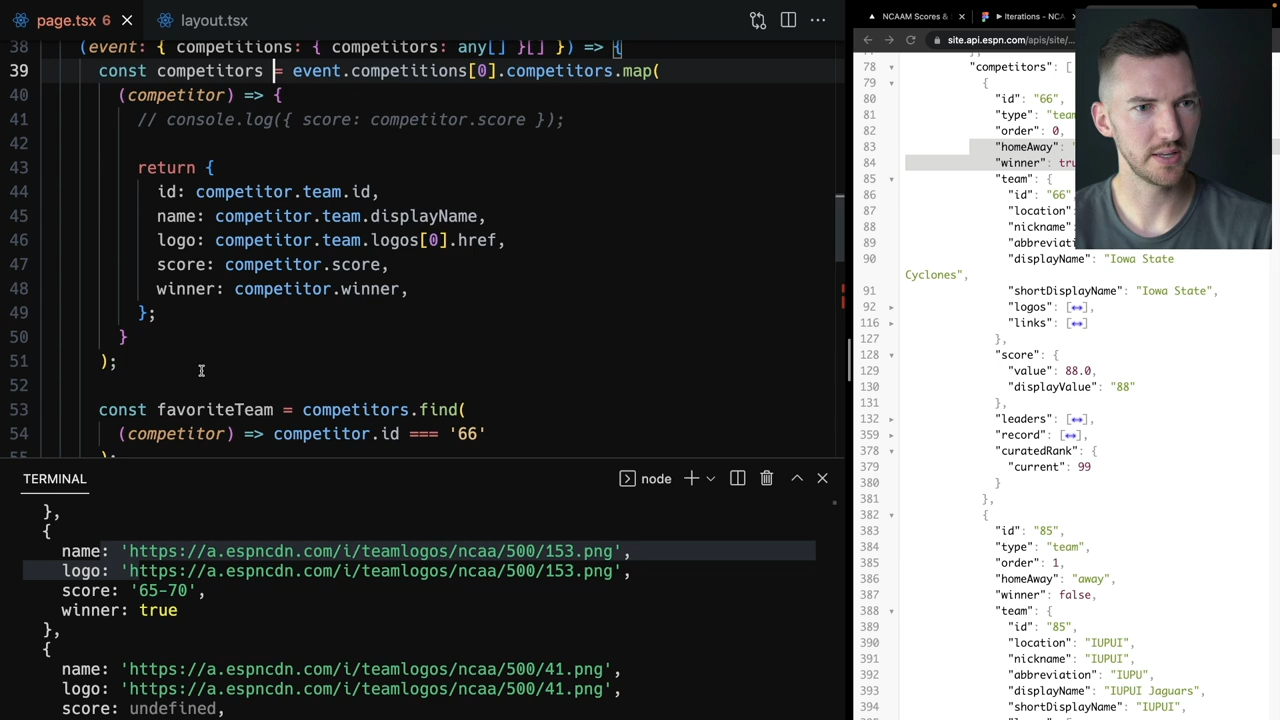 page.tsx 6
layout.tsx
NCAAM Scores &
Iterations - NCA
site.api.espn.com/apis/site/...
38 (event: { competitions: { competitors: any[] }[] }) => {
39 const competitors = event.competitions[0].competitors.map(
40 (competitor) => {
41 // console.log({ score: competitor.score });
42
43 return {
44 id: competitor.team.id,
45 name: competitor.team.displayName,
46 logo: competitor.team.logos[0].href,
47 score: competitor.score,
48 winner: competitor.winner,
49 };
50 }
51 );
52
53 const favoriteTeam = competitors.find(
54 (competitor) => competitor.id === '66'
55 );
TERMINAL
node
},
{
name: 'https://a.espncdn.com/i/teamlogos/ncaa/500/153.png',
logo: 'https://a.espncdn.com/i/teamlogos/ncaa/500/153.png',
score: '65-70',
winner: true
},
{
name: 'https://a.espncdn.com/i/teamlogos/ncaa/500/41.png',
logo: 'https://a.espncdn.com/i/teamlogos/ncaa/500/41.png',
score: undefined,
78 "competitors": [
79 {
80 "id": "66",
81 "type": "team
82 "order": 0,
83 "homeAway": "
84 "winner": tru
85 "team": {
86 "id": "66"
87 "location"
88 "nickname"
89 "abbreviati
90 "displayName": "Iowa State
Cyclones",
91 "shortDisplayName": "Iowa State",
92 "logos": [↔],
116 "links": [↔]
127 },
128 "score": {
129 "value": 88.0,
130 "displayValue": "88"
131 },
132 "leaders": [↔],
359 "record": [↔],
378 "curatedRank": {
379 "current": 99
380 }
381 },
382 {
383 "id": "85",
384 "type": "team",
385 "order": 1,
386 "homeAway": "away",
387 "winner": false,
388 "team": {
389 "id": "85",
390 "location": "IUPUI",
391 "nickname": "IUPUI",
392 "abbreviation": "IUPU",
393 "displayName": "IUPUI Jaguars",
394 "shortDisplayName": "IUPUI",